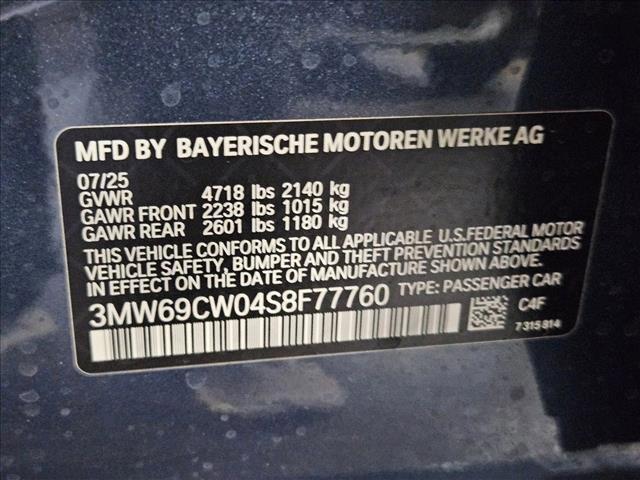 MFD BY BAYERISCHE MOTOREN WERKE AG
07/25
GVWR 4718 lbs 2140 kg
GAWR FRONT 2238 lbs 1015 kg
GAWR REAR 2601 lbs 1180 kg
THIS VEHICLE CONFORMS TO ALL APPLICABLE U.S.FEDERAL MOTOR
VEHICLE SAFETY, BUMPER AND THEFT PREVENTION STANDARDS
IN EFFECT ON THE DATE OF MANUFACTURE SHOWN ABOVE.
3MW69CW04S8F77760 TYPE: PASSENGER CAR
C4F
7315814